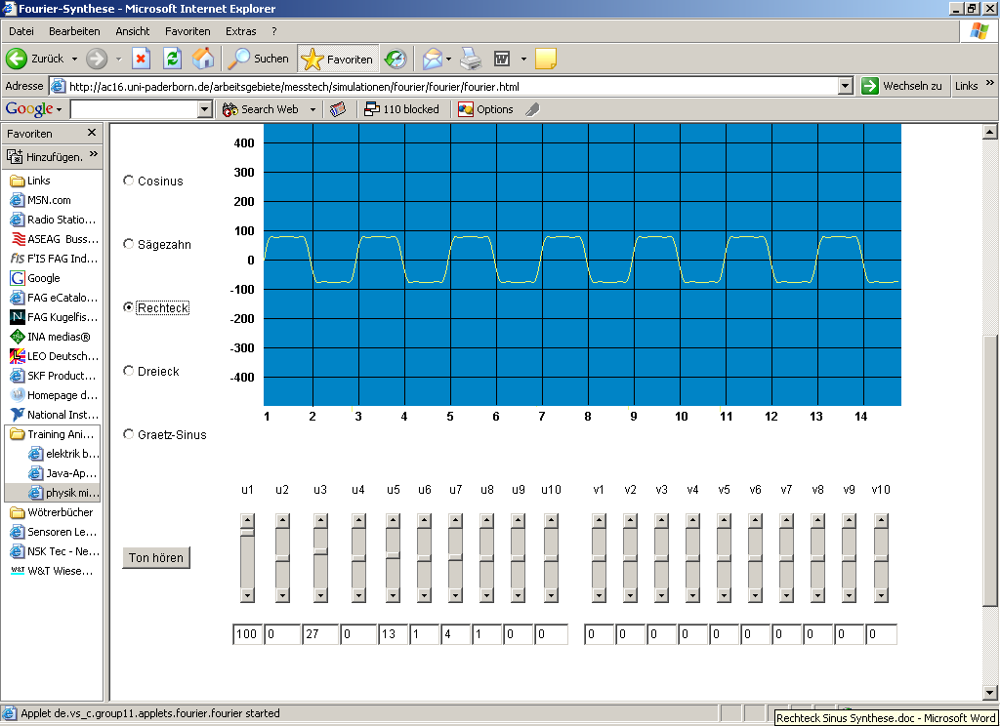 Fourier-Synthese - Microsoft Internet Explorer
Datei Bearbeiten Ansicht Favoriten Extras ?
Zurück Suchen Favoriten
Adresse http://ac16.uni-paderborn.de/arbeitsgebiete/messtech/simulationen/fourier/fourier/fourier.html Wechseln zu Links »
Google Search Web 110 blocked Options
Favoriten
Hinzufügen. »
Links
MSN.com
Radio Statio...
ASEAG Buss...
FIS F'IS FAG Ind...
Google
FAG eCatalo...
FAG Kugelfis...
INA medias®
LEO Deutsch...
SKF Product...
Homepage d...
National Inst...
Training Ani...
elektrik b...
Java-Ap...
physik mi...
Wötrerbücher
Sensoren Le...
NSK Tec - Ne...
W&T W&T Wiese...
Cosinus
Sägezahn
Rechteck
Dreieck
Graetz-Sinus
Ton hören
400
300
200
100
0
-100
-200
-300
-400
1 2 3 4 5 6 7 8 9 10 11 12 13 14
u1 u2 u3 u4 u5 u6 u7 u8 u9 u10 v1 v2 v3 v4 v5 v6 v7 v8 v9 v10
100 0 27 0 13 1 4 1 0 0 0 0 0 0 0 0 0 0 0 0
Applet de.vs_c.group11.applets.fourier.fourier started
Rechteck Sinus Synthese.doc - Microsoft Word